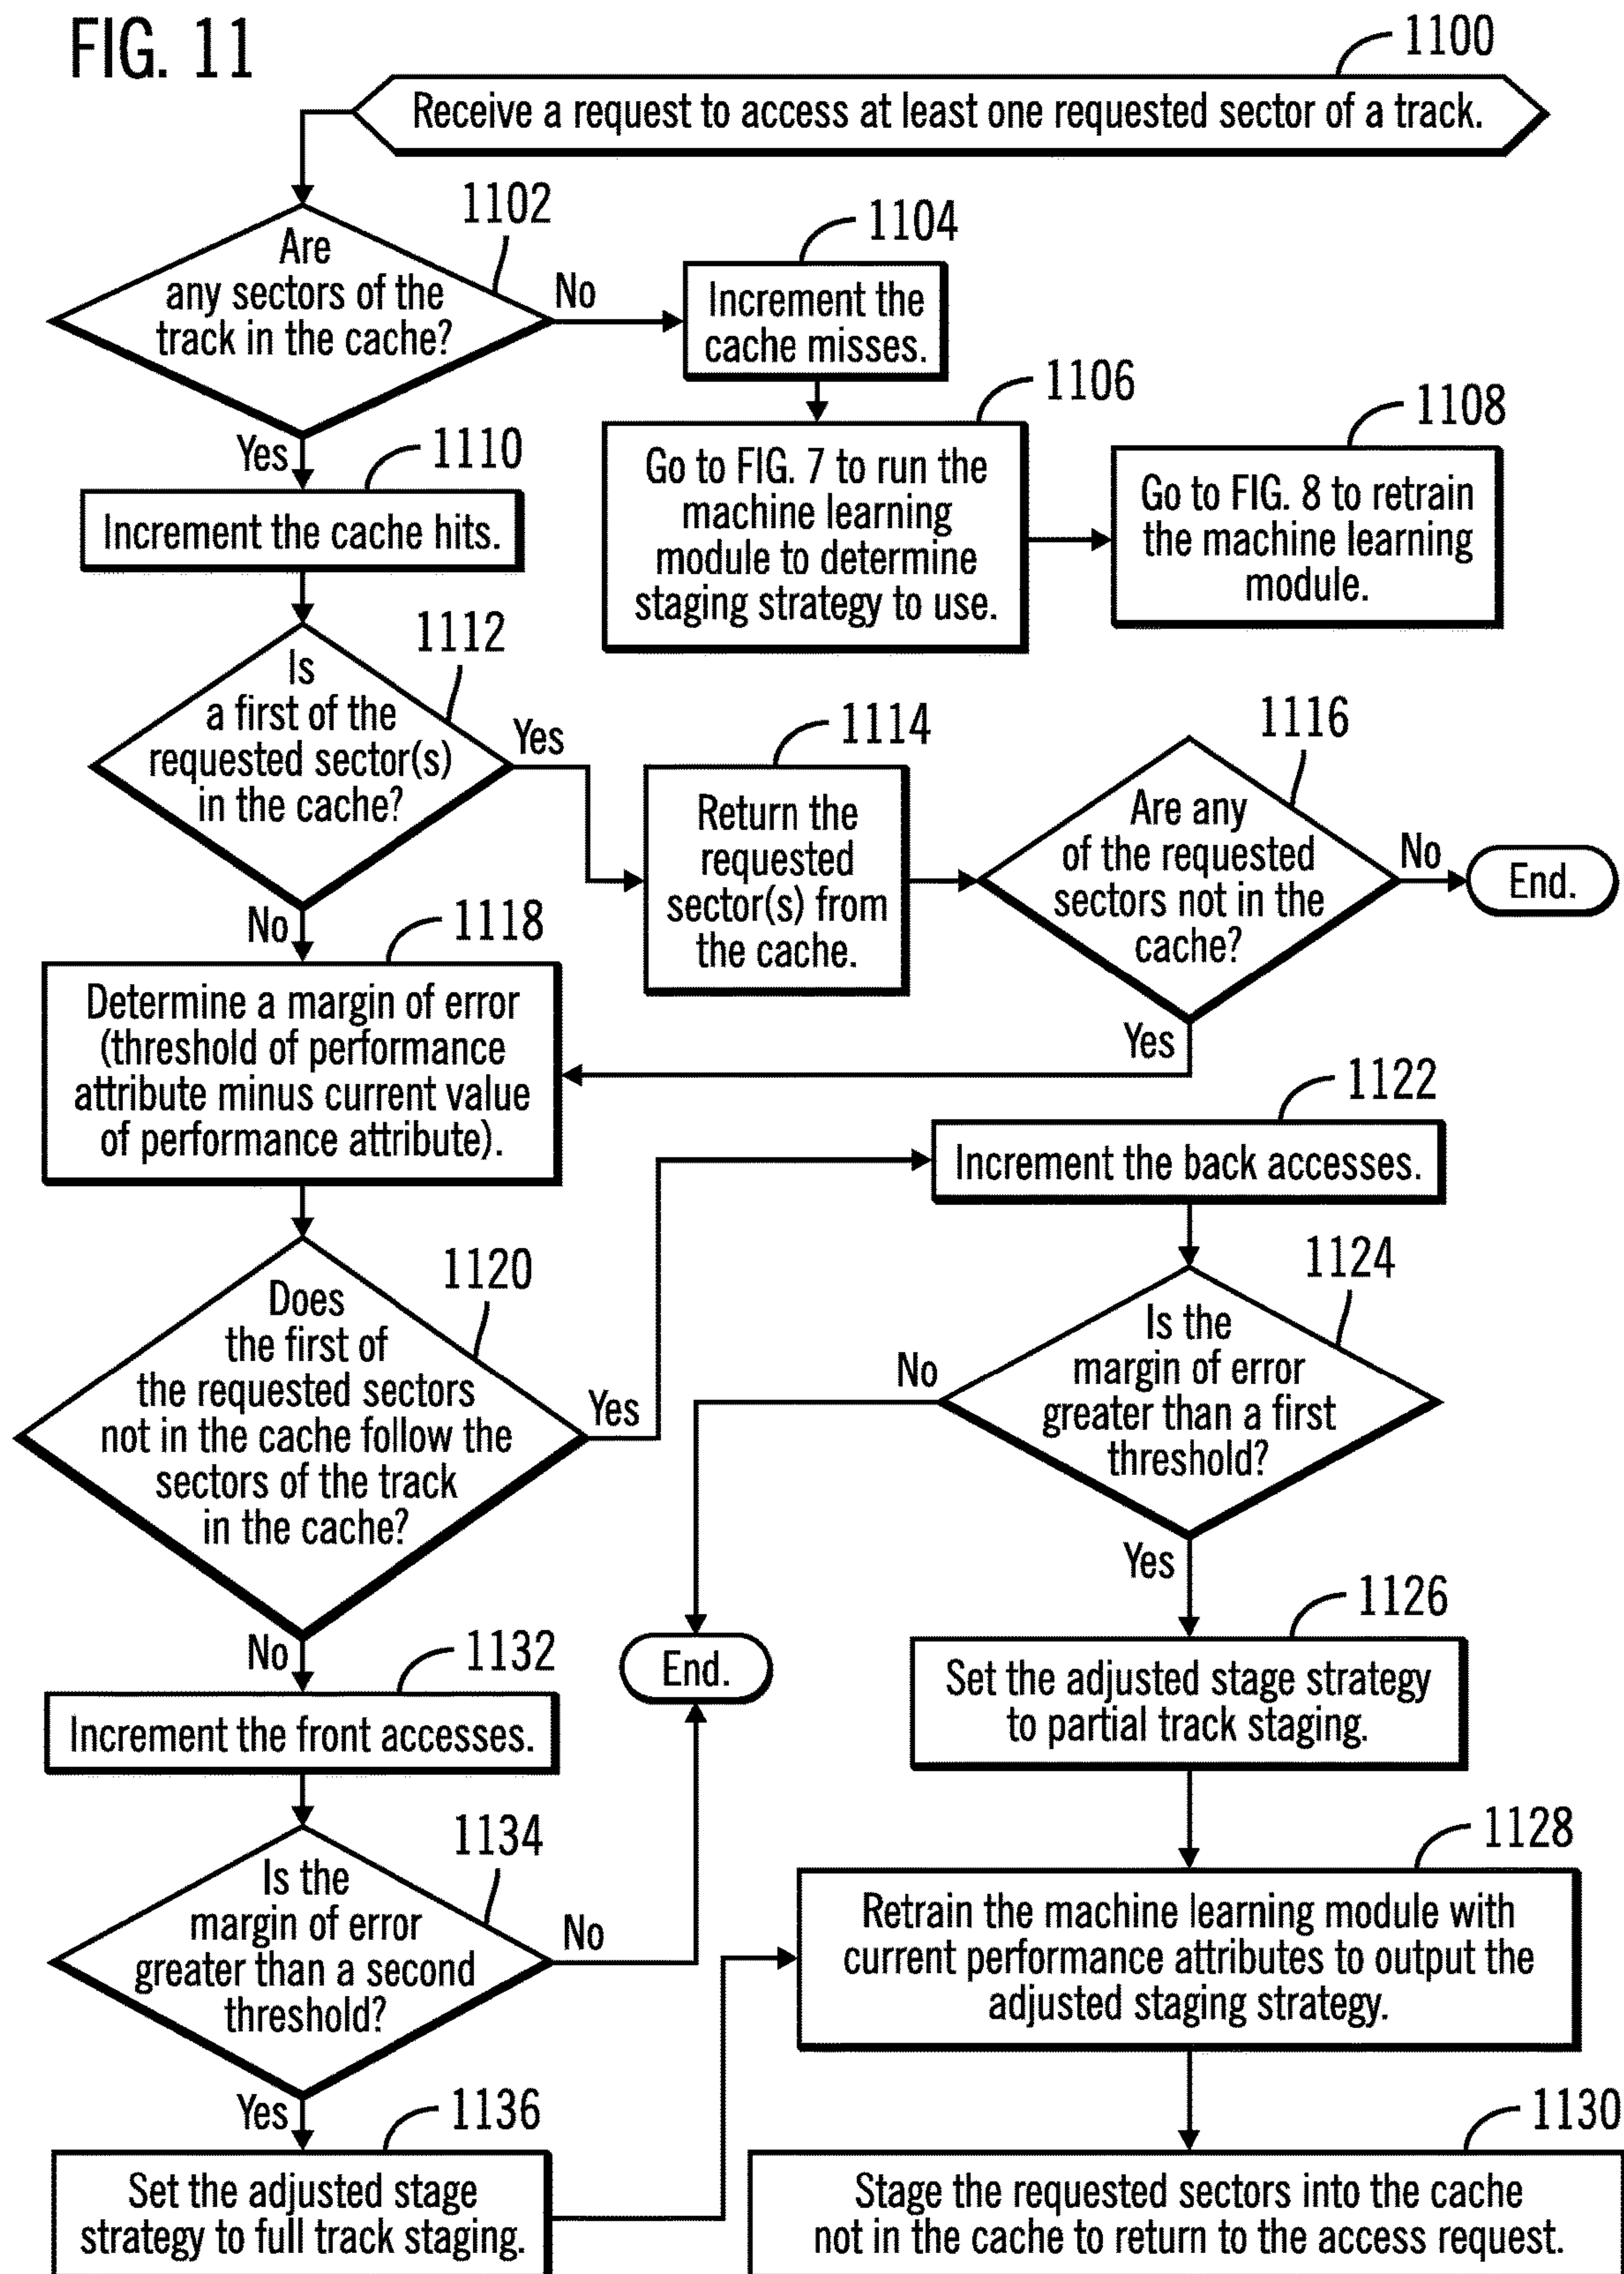 FIG. 11
1100
Receive a request to access at least one requested sector of a track.
1102
Are
any sectors of the
track in the cache?
No
Yes
1104
Increment the
cache misses.
1106
Go to FIG. 7 to run the
machine learning
module to determine
staging strategy to use.
1108
Go to FIG. 8 to retrain
the machine learning
module.
1110
Increment the cache hits.
1112
Is
a first of the
requested sector(s)
in the cache?
Yes
No
1114
Return the
requested
sector(s) from
the cache.
1116
Are any
of the requested
sectors not in the
cache?
No
End.
Yes
1118
Determine a margin of error
(threshold of performance
attribute minus current value
of performance attribute).
1120
Does
the first of
the requested sectors
not in the cache follow the
sectors of the track
in the cache?
Yes
No
1122
Increment the back accesses.
1124
Is the
margin of error
greater than a first
threshold?
No
Yes
End.
1126
Set the adjusted stage strategy
to partial track staging.
1128
Retrain the machine learning module with
current performance attributes to output the
adjusted staging strategy.
1130
Stage the requested sectors into the cache
not in the cache to return to the access request.
1132
Increment the front accesses.
1134
Is the
margin of error
greater than a second
threshold?
No
Yes
1136
Set the adjusted stage
strategy to full track staging.